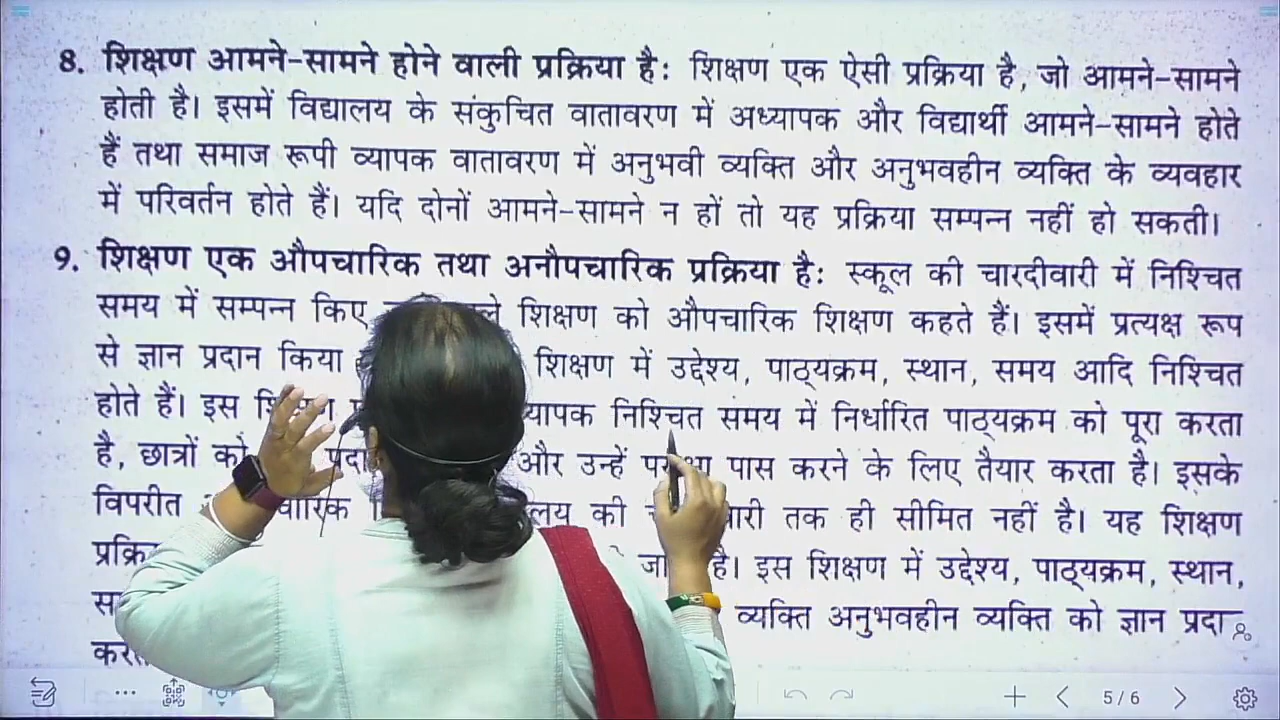 8. शिक्षण आमने-सामने होने वाली प्रक्रिया है: शिक्षण एक ऐसी प्रक्रिया है, जो आमने-सामने
होती है। इसमें विद्यालय के संकुचित वातावरण में अध्यापक और विद्यार्थी आमने-सामने होते
हैं तथा समाज रूपी व्यापक वातावरण में अनुभवी व्यक्ति और अनुभवहीन व्यक्ति के व्यवहार
में परिवर्तन होते हैं। यदि दोनों आमने-सामने न हों तो यह प्रक्रिया सम्पन्न नहीं हो सकती।
9. शिक्षण एक औपचारिक तथा अनौपचारिक प्रक्रिया है: स्कूल की चारदीवारी में निश्चित
समय में सम्पन्न किए शिक्षण को औपचारिक शिक्षण कहते हैं। इसमें प्रत्यक्ष रूप
से ज्ञान प्रदान किया शिक्षण में उद्देश्य, पाठ्यक्रम, स्थान, समय आदि निश्चित
होते हैं। इस निश्चित समय में निर्धारित पाठ्यक्रम को पूरा करता
है, छात्रों को और उन्हें पास करने के लिए तैयार करता है। इसके
विपरीत की तक ही सीमित नहीं है। यह शिक्षण
है। इस शिक्षण में उद्देश्य, पाठ्यक्रम, स्थान,
व्यक्ति अनुभवहीन व्यक्ति को ज्ञान
5/6